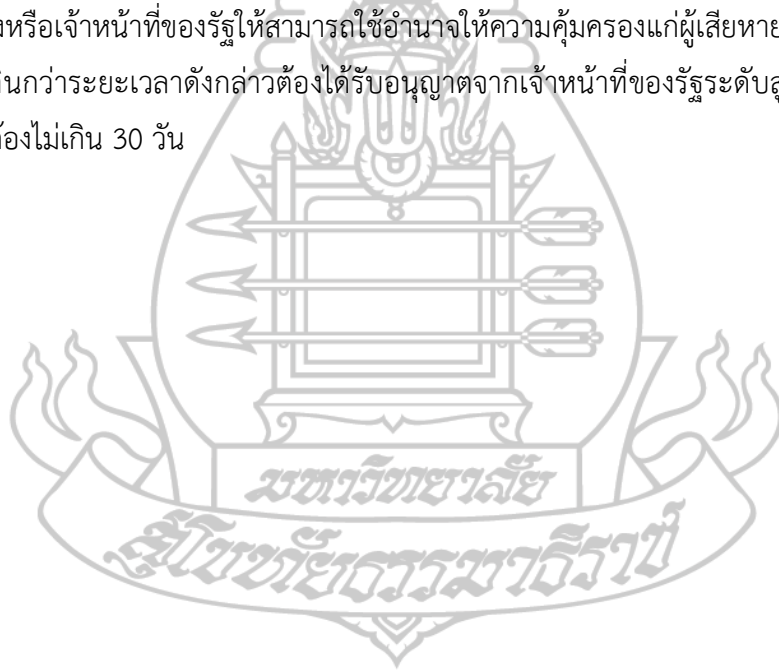 งหรือเจ้าหน้าที่ของรัฐให้สามารถใช้อำนาจให้ความคุ้มครองแก่ผู้เสียหาย
กินกว่าระยะเวลาดังกล่าวต้องได้รับอนุญาตจากเจ้าหน้าที่ของรัฐระดับสู
ต้องไม่เกิน 30 วัน
มหาวิทยาลัย
สุโขทัยธรรมาธิราช